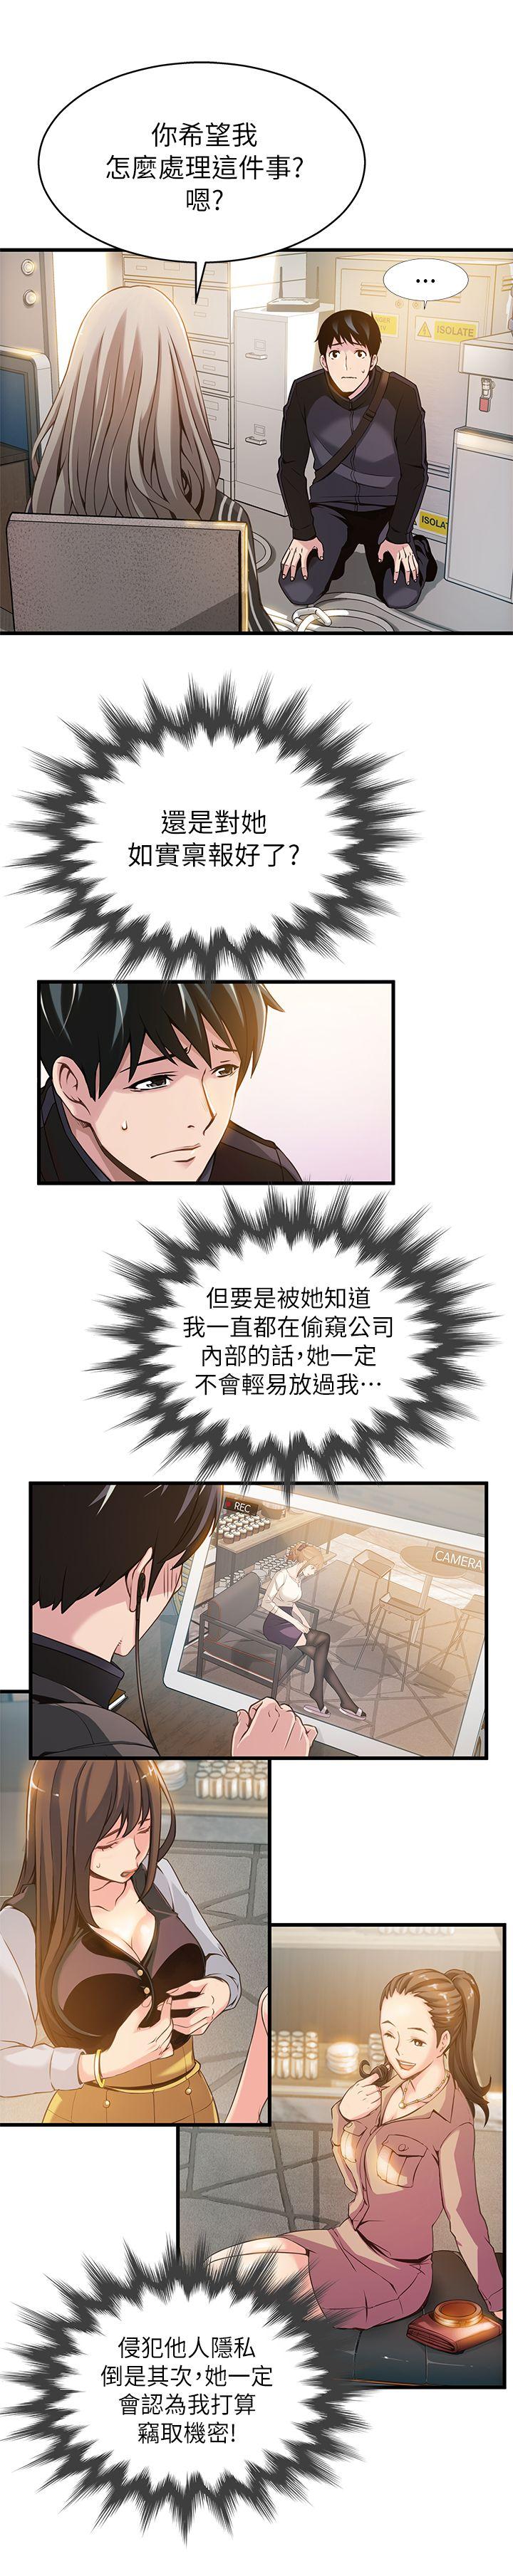 你希望我
怎麼處理這件事?
嗯?
...
ISOLATE
ISOLA
還是對她
如實稟報好了?
但要是被她知道
我一直都在偷窺公司
內部的話,她一定
不會輕易放過我...
REC
CAMERA
侵犯他人隱私
倒是其次,她一定
會認為我打算
竊取機密!